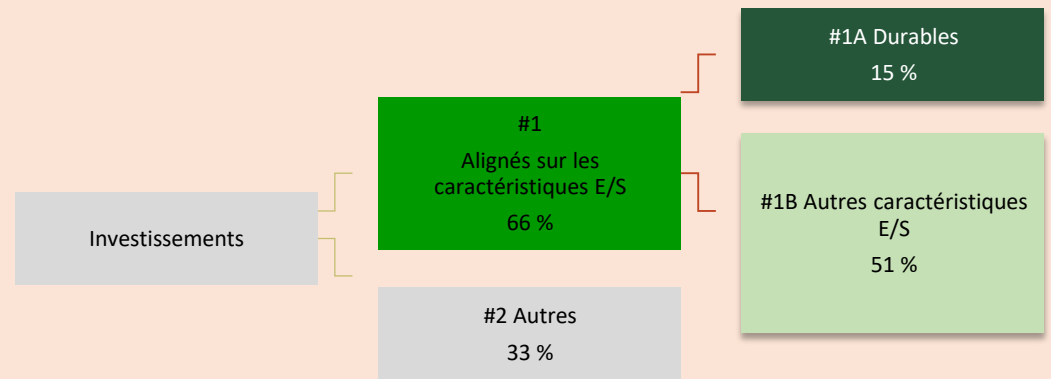 Investissements
#1
Alignés sur les
caractéristiques E/S
66 %
#2 Autres
33 %
#1A Durables
15 %
#1B Autres caractéristiques
E/S
51 %